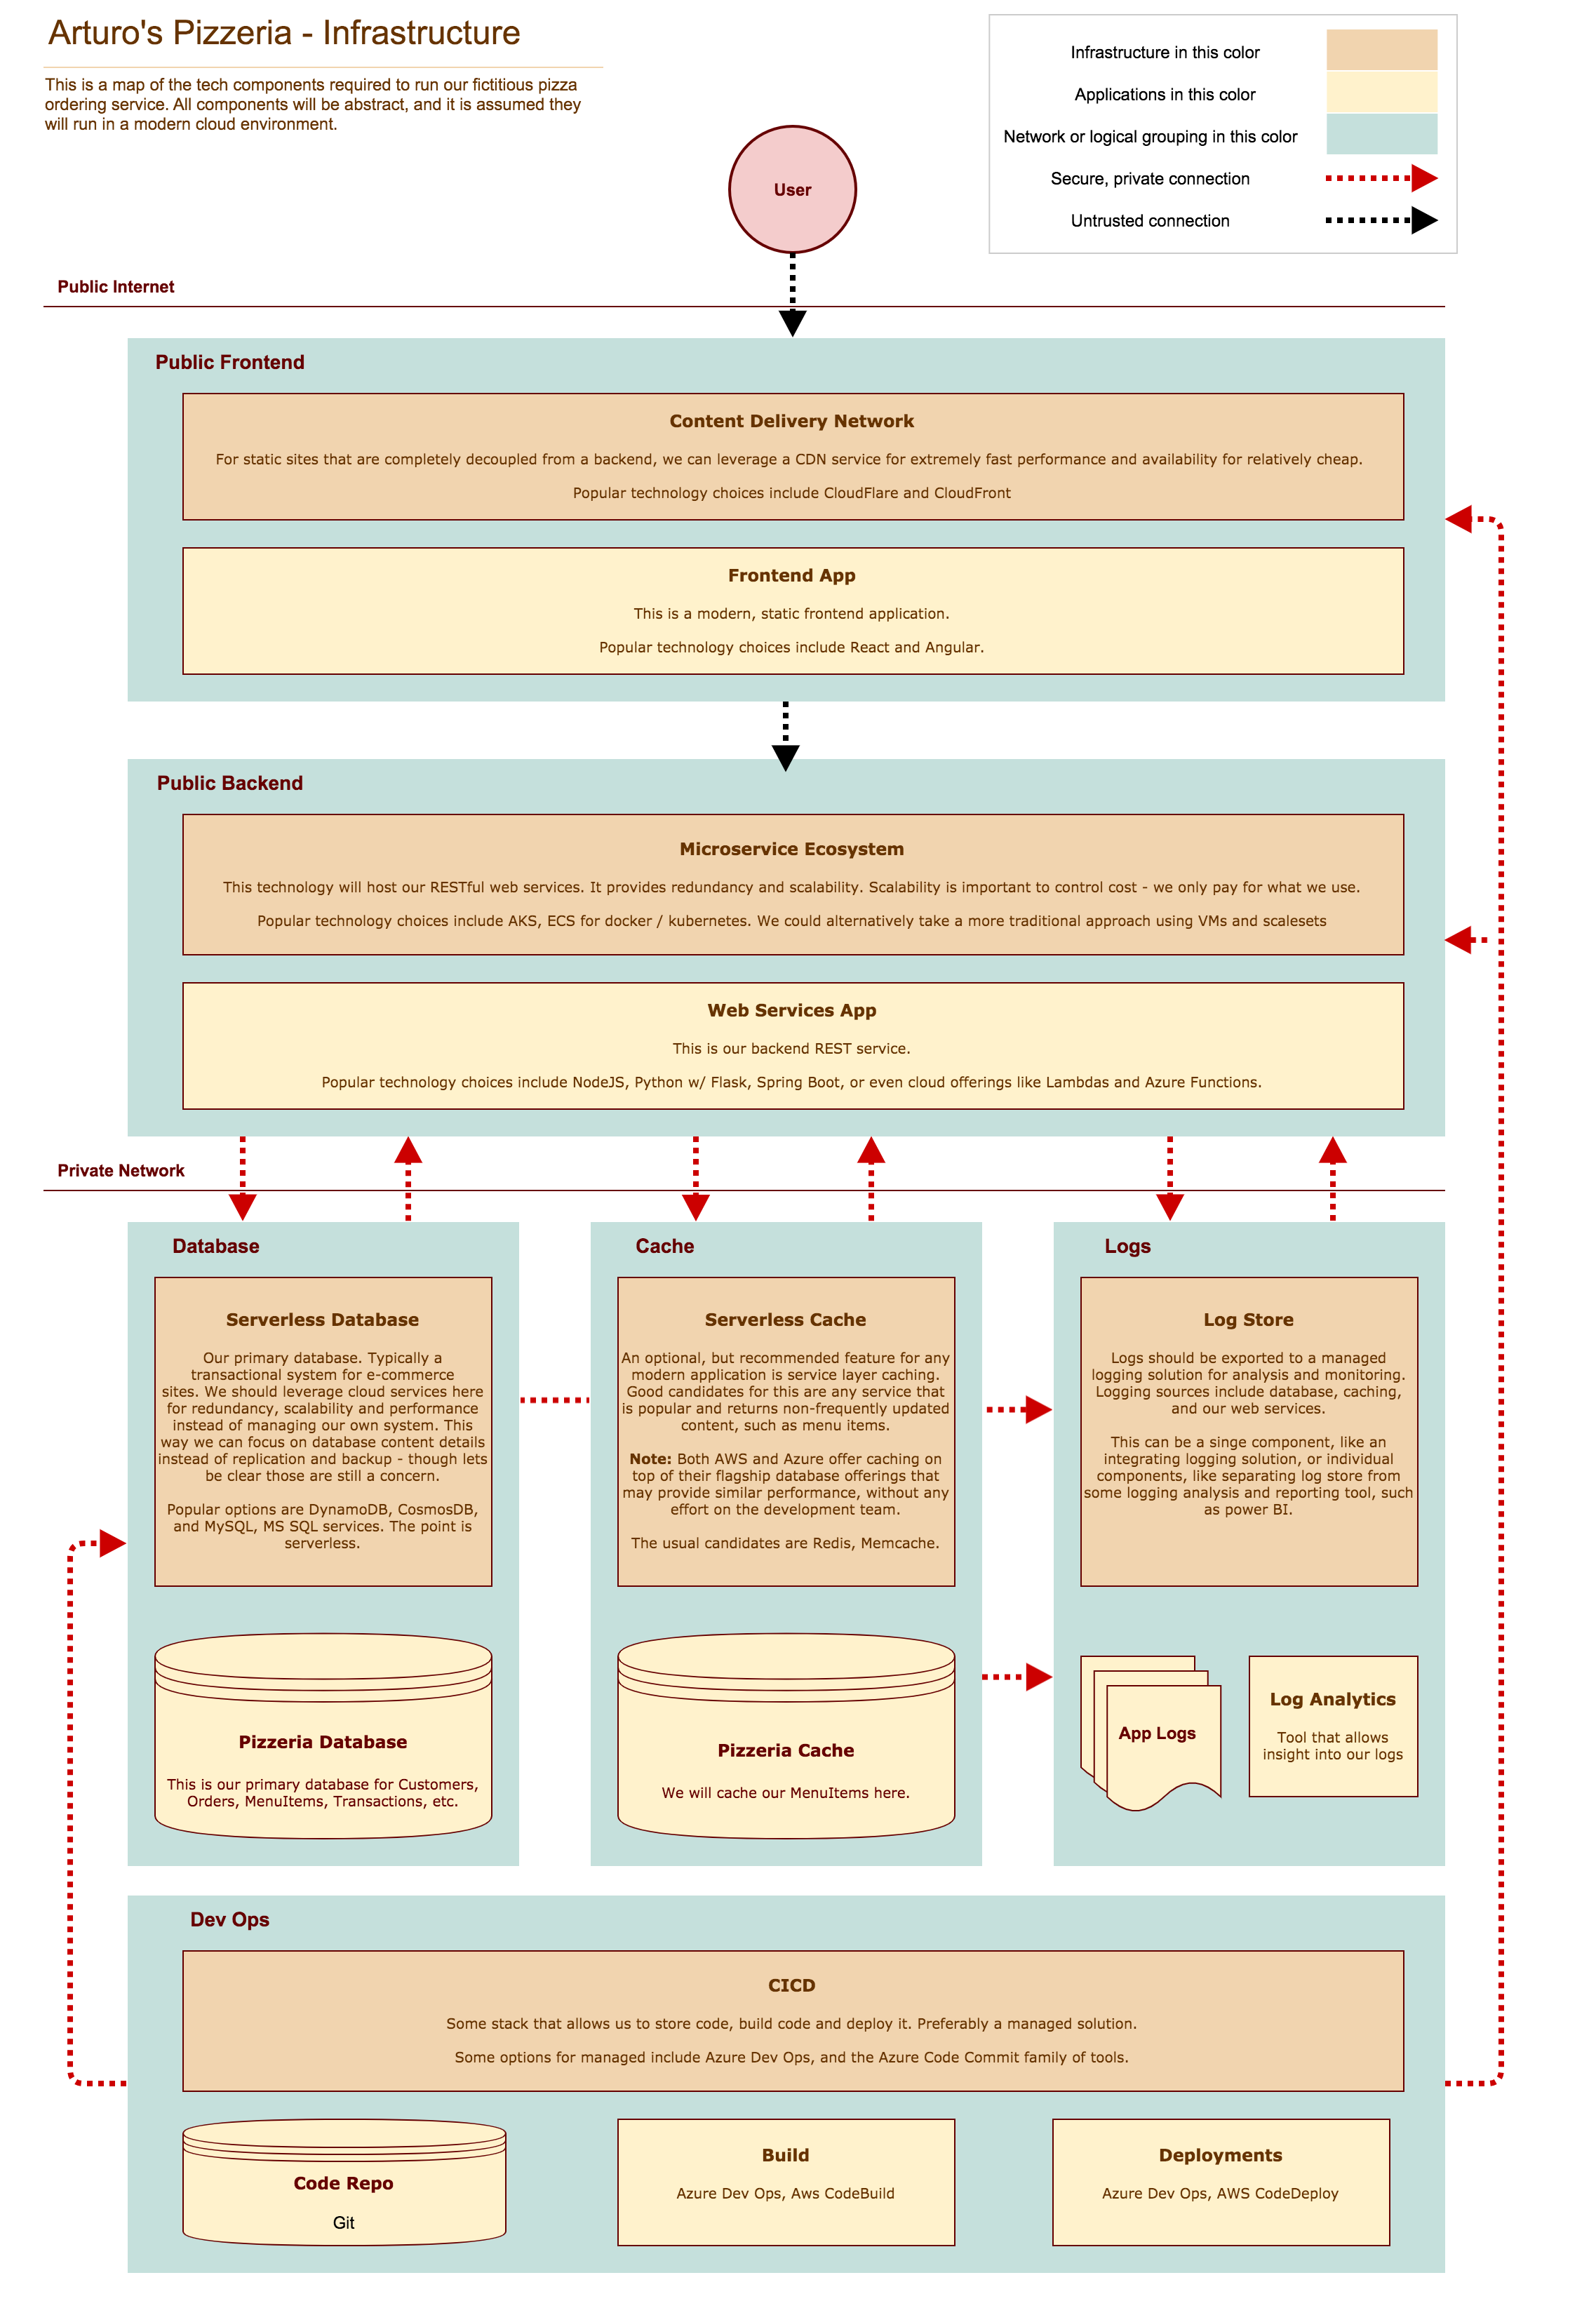 Arturo's Pizzeria - Infrastructure
This is a map of the tech components required to run our fictitious pizza
ordering service. All components will be abstract, and it is assumed they
will run in a modern cloud environment.
Infrastructure in this color
Applications in this color
Network or logical grouping in this color
Secure, private connection
Untrusted connection
User
Public Internet
Public Frontend
Content Delivery Network
For static sites that are completely decoupled from a backend, we can leverage a CDN service for extremely fast performance and availability for relatively cheap.
Popular technology choices include CloudFlare and CloudFront
Frontend App
This is a modern, static frontend application.
Popular technology choices include React and Angular.
Public Backend
Microservice Ecosystem
This technology will host our RESTful web services. It provides redundancy and scalability. Scalability is important to control cost - we only pay for what we use.
Popular technology choices include AKS, ECS for docker / kubernetes. We could alternatively take a more traditional approach using VMs and scalesets
Web Services App
This is our backend REST service.
Popular technology choices include NodeJS, Python w/ Flask, Spring Boot, or even cloud offerings like Lambdas and Azure Functions.
Private Network
Database
Serverless Database
Our primary database. Typically a
transactional system for e-commerce
sites. We should leverage cloud services here
for redundancy, scalability and performance
instead of managing our own system. This
way we can focus on database content details
instead of replication and backup - though lets
be clear those are still a concern.
Popular options are DynamoDB, CosmosDB,
and MySQL, MS SQL services. The point is
serverless.
Pizzeria Database
This is our primary database for Customers,
Orders, MenuItems, Transactions, etc.
Cache
Serverless Cache
An optional, but recommended feature for any
modern application is service layer caching.
Good candidates for this are any service that
is popular and returns non-frequently updated
content, such as menu items.
Note: Both AWS and Azure offer caching on
top of their flagship database offerings that
may provide similar performance, without any
effort on the development team.
The usual candidates are Redis, Memcache.
Pizzeria Cache
We will cache our MenuItems here.
Logs
Log Store
Logs should be exported to a managed
logging solution for analysis and monitoring.
Logging sources include database, caching,
and our web services.
This can be a singe component, like an
integrating logging solution, or individual
components, like separating log store from
some logging analysis and reporting tool, such
as power BI.
App Logs
Log Analytics
Tool that allows
insight into our logs
Dev Ops
CICD
Some stack that allows us to store code, build code and deploy it. Preferably a managed solution.
Some options for managed include Azure Dev Ops, and the Azure Code Commit family of tools.
Code Repo
Git
Build
Azure Dev Ops, Aws CodeBuild
Deployments
Azure Dev Ops, AWS CodeDeploy